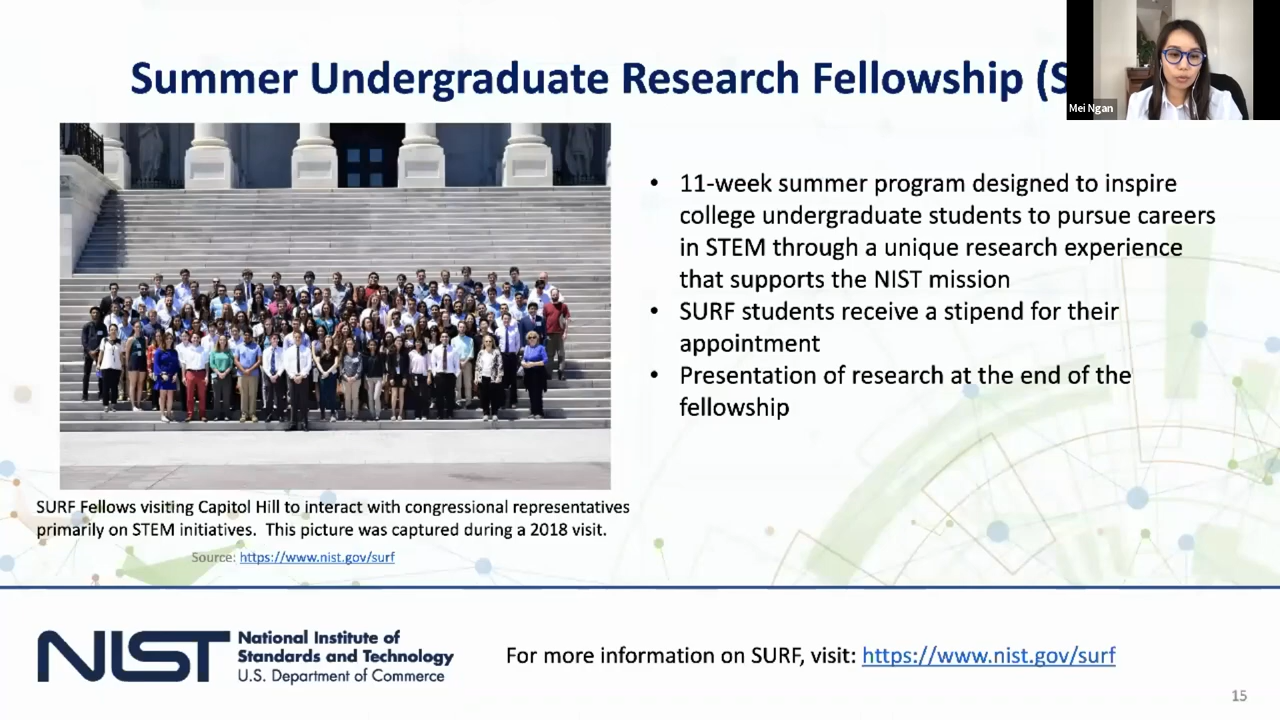 Summer Undergraduate Research Fellowship (S
Mei Ngan
• 11-week summer program designed to inspire
college undergraduate students to pursue careers
in STEM through a unique research experience
that supports the NIST mission
• SURF students receive a stipend for their
appointment
• Presentation of research at the end of the
fellowship
SURF Fellows visiting Capitol Hill to interact with congressional representatives
primarily on STEM initiatives. This picture was captured during a 2018 visit.
Source: https://www.nist.gov/surf
NIST
National Institute of
Standards and Technology
U.S. Department of Commerce
For more information on SURF, visit: https://www.nist.gov/surf
15